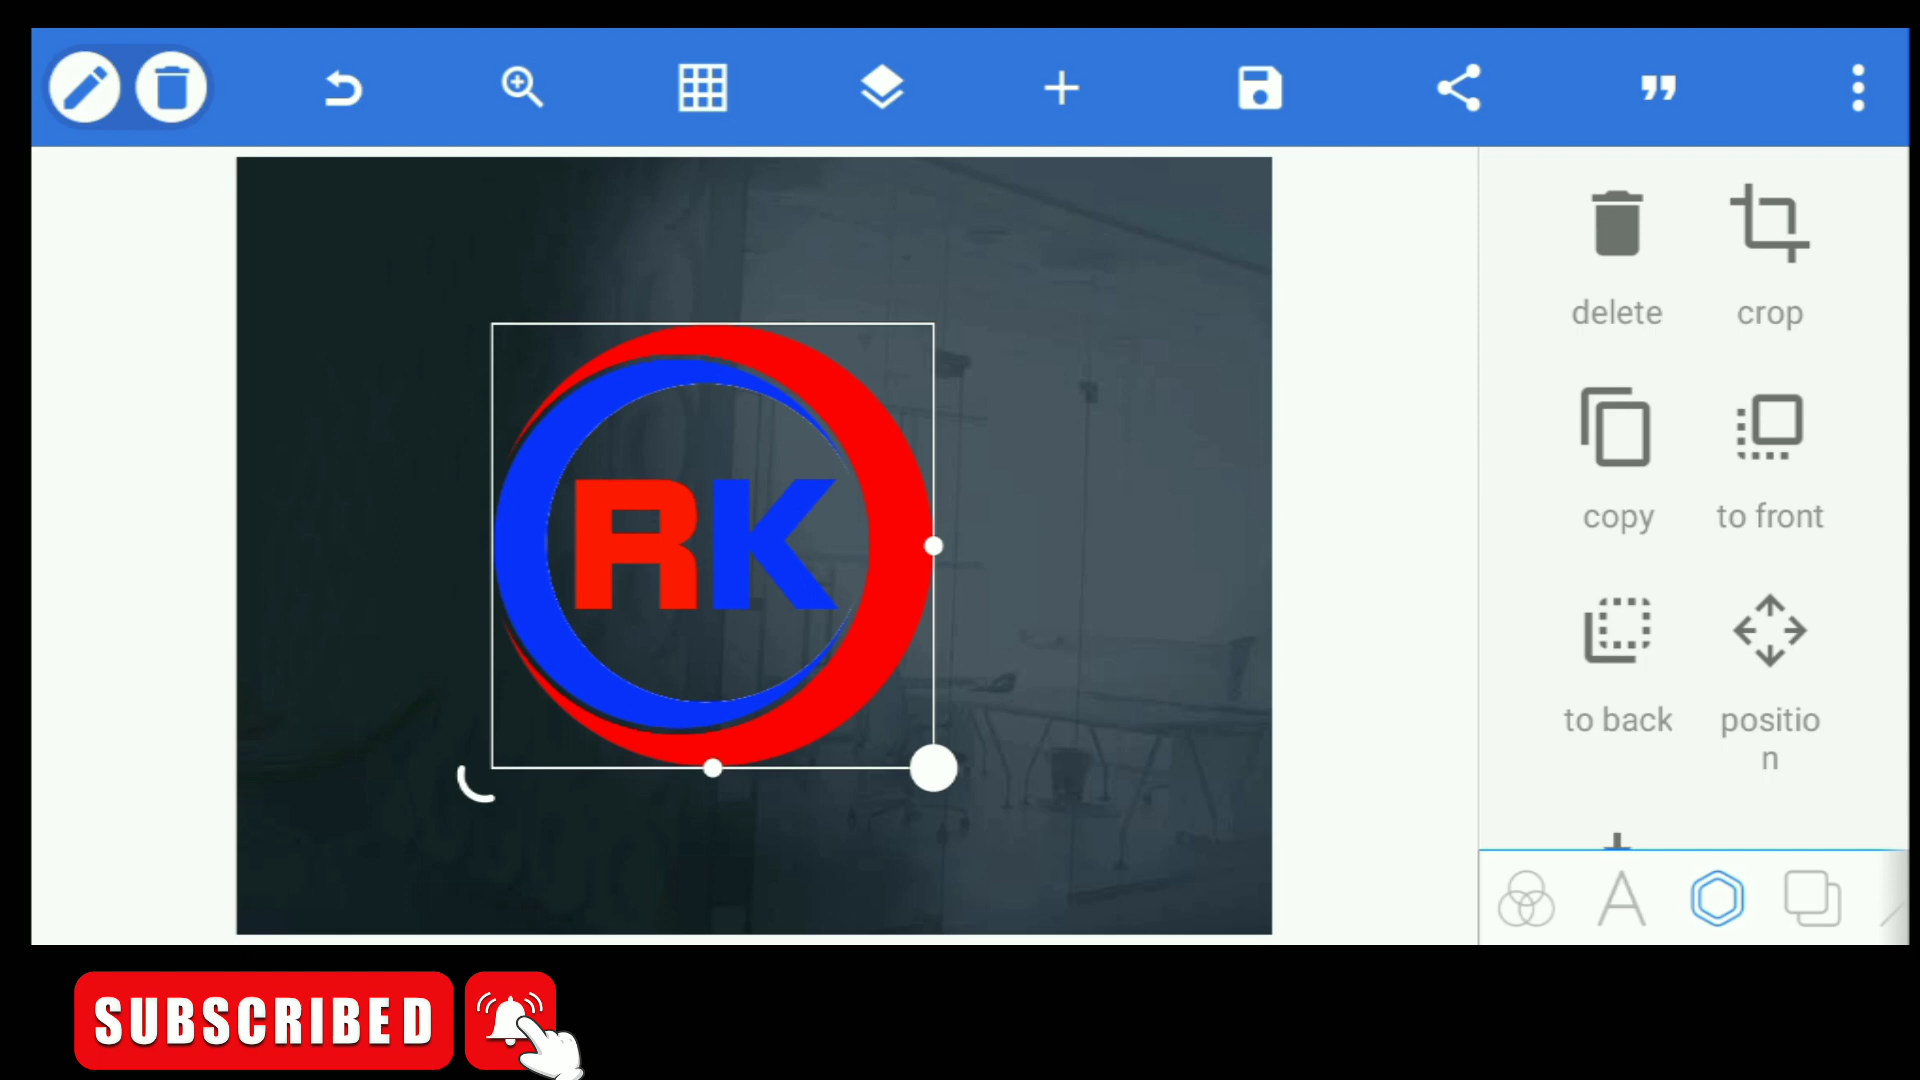 RK
delete
crop
copy
to front
to back
positio
n
A
SUBSCRIBED